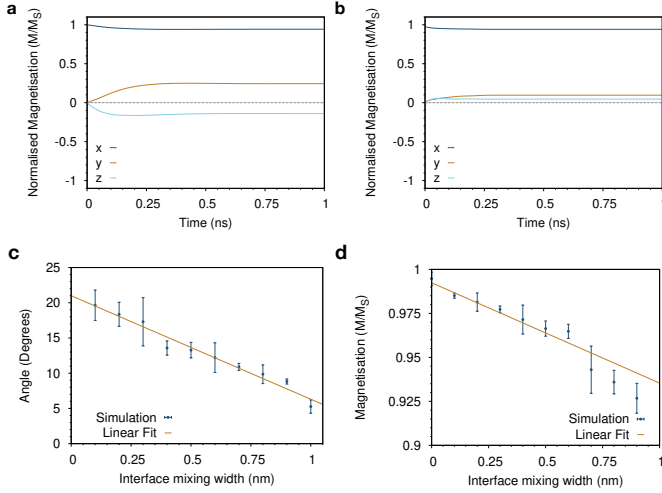 a
Normalised Magnetisation (M/M_S)
1
0.5
0
-0.5
-1
x
y
z
0
0.25
0.5
0.75
1
Time (ns)
b
Normalised Magnetisation (M/M_S)
1
0.5
0
-0.5
-1
x
y
z
0
0.25
0.5
0.75
1
Time (ns)
c
Angle (Degrees)
25
20
15
10
5
0
Simulation
Linear Fit
0
0.25
0.5
0.75
1
Interface mixing width (nm)
d
Magnetisation (M/M_S)
1
0.975
0.95
0.925
0.9
Simulation
Linear Fit
0
0.25
0.5
0.75
1
Interface mixing width (nm)